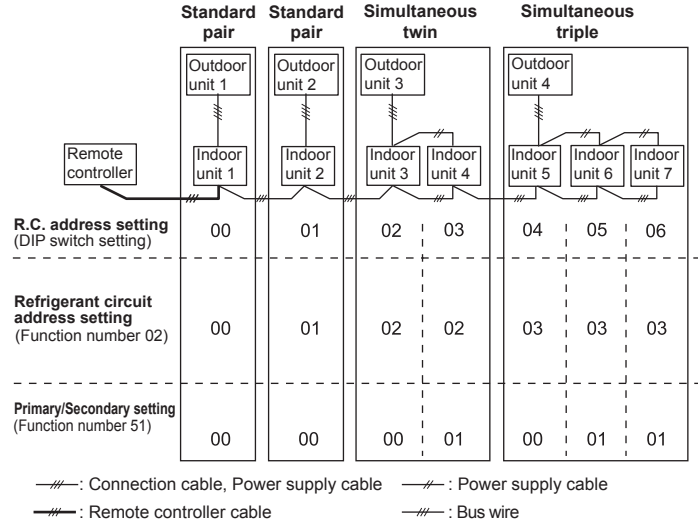 Standard Standard Simultaneous Simultaneous
pair pair twin triple
Outdoor Outdoor Outdoor Outdoor
unit 1 unit 2 unit 3 unit 4
Remote Indoor Indoor Indoor Indoor Indoor Indoor Indoor
controller unit 1 unit 2 unit 3 unit 4 unit 5 unit 6 unit 7
R.C. address setting
(DIP switch setting)
00 01 02 03 04 05 06
Refrigerant circuit
address setting
(Function number 02)
00 01 02 02 03 03 03
Primary/Secondary setting
(Function number 51)
00 00 00 01 00 01 01
: Connection cable, Power supply cable : Power supply cable
: Remote controller cable : Bus wire